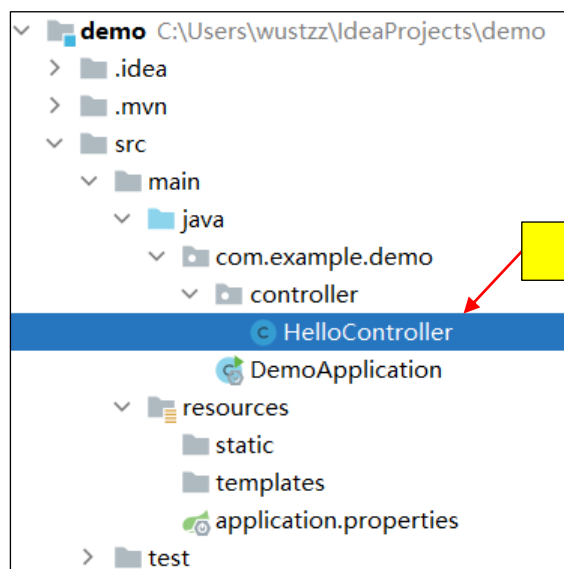 demo C:\Users\wustzz\IdeaProjects\demo
.idea
.mvn
src
main
java
com.example.demo
controller
HelloController
DemoApplication
resources
static
templates
application.properties
test